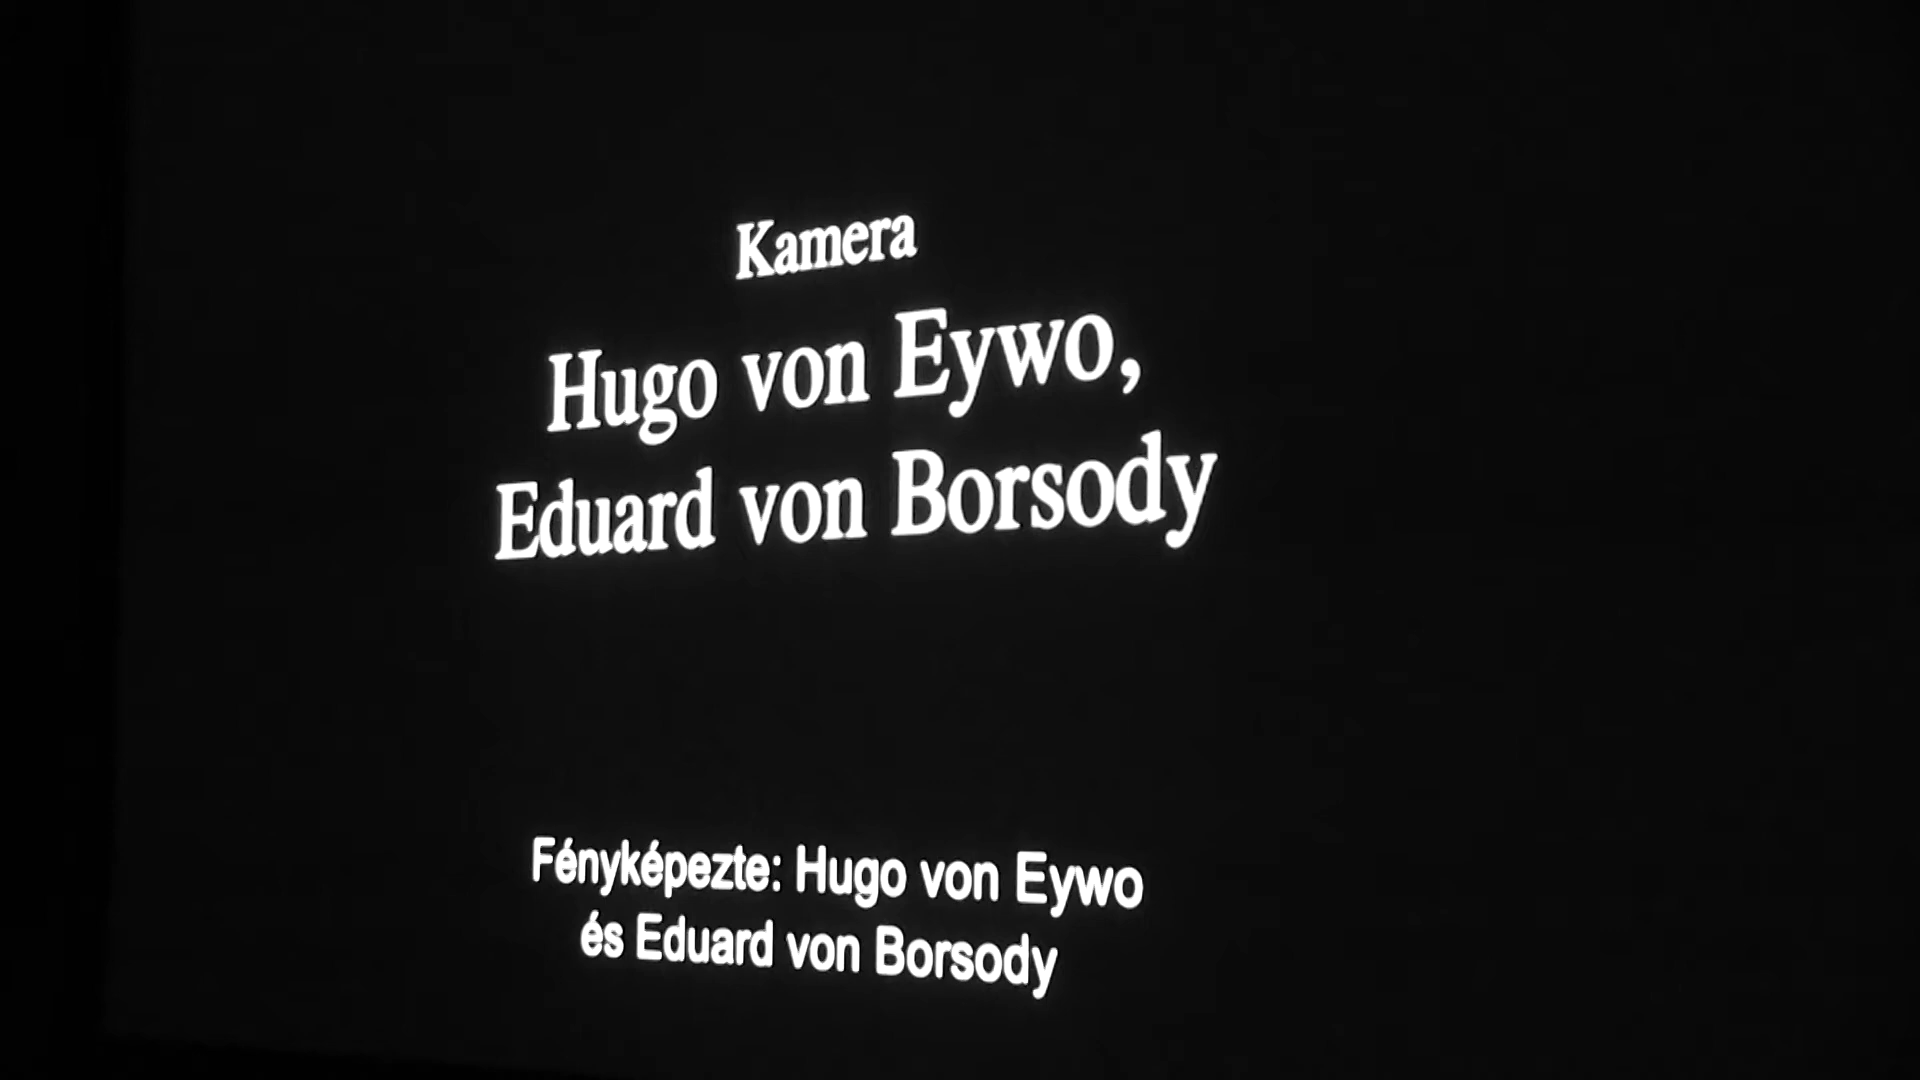 Kamera
Hugo von Eywo,
Eduard von Borsody
Fényképezte: Hugo von Eywo
és Eduard von Borsody